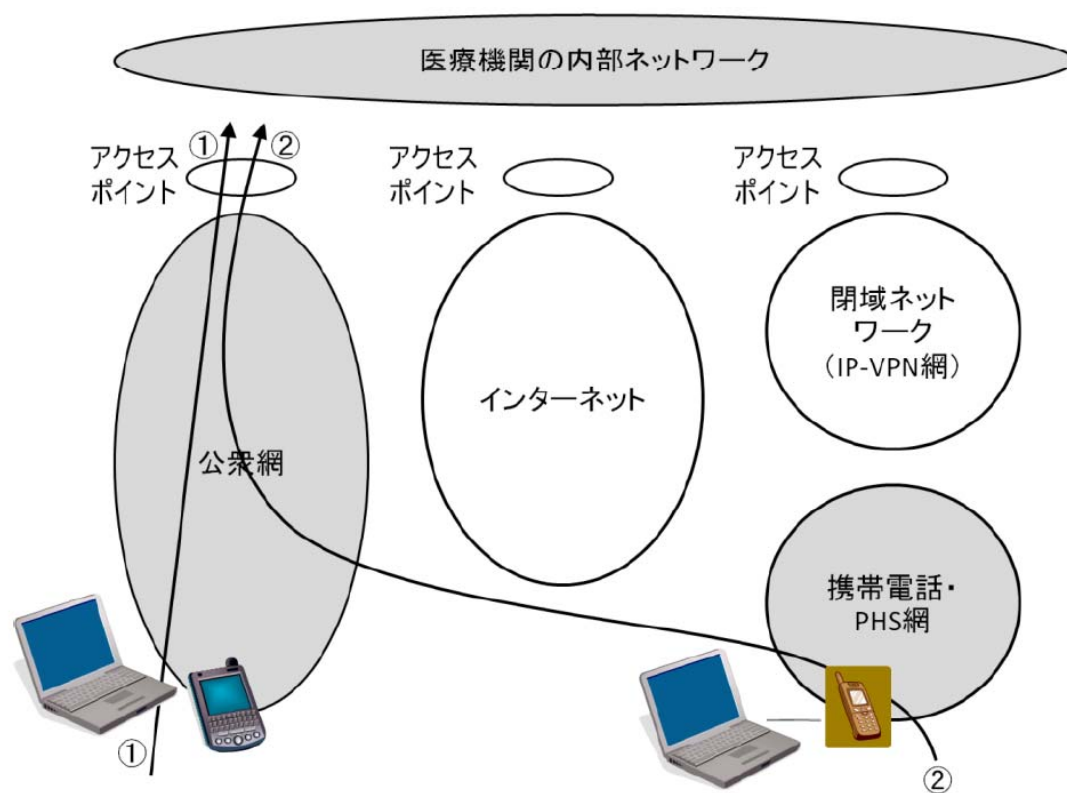 医療機関の内部ネットワーク
①
②
アクセス
ポイント
アクセス
ポイント
アクセス
ポイント
閉域ネット
ワーク
（IP-VPN網）
インターネット
公衆網
携帯電話・
PHS網
①
②